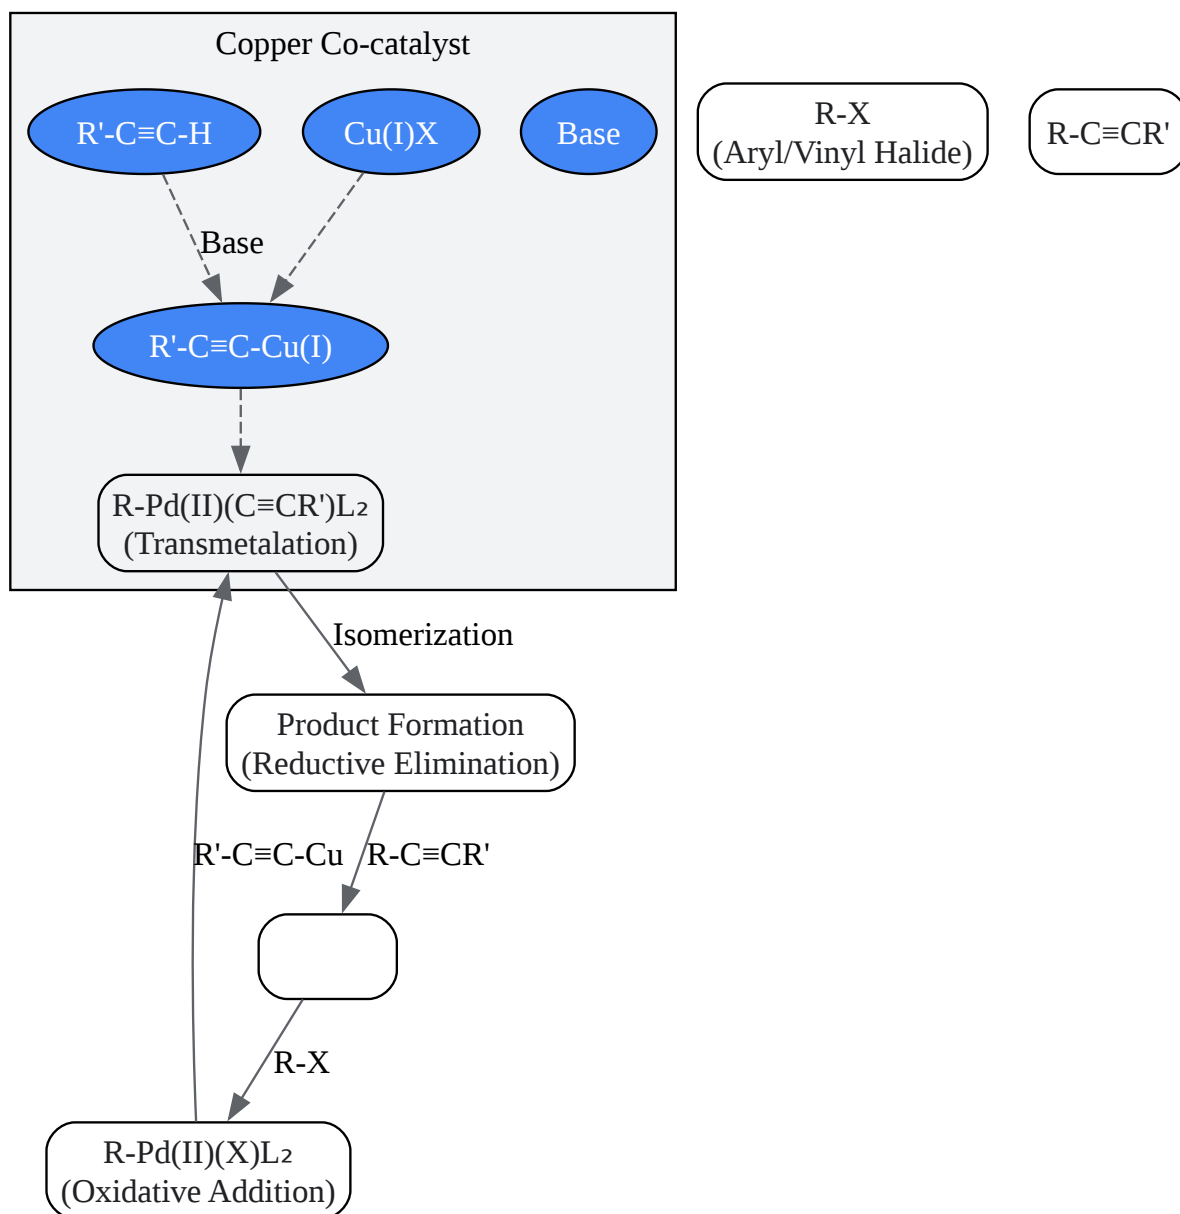 Copper Co-catalyst
R'-C≡C-H
Cu(I)X
Base
R-X
(Aryl/Vinyl Halide)
R-C≡CR'
Base
R'-C≡C-Cu(I)
R-Pd(II)(C≡CR')L₂
(Transmetalation)
Isomerization
Product Formation
(Reductive Elimination)
R'-C≡C-Cu
R-C≡CR'
R-X
R-Pd(II)(X)L₂
(Oxidative Addition)